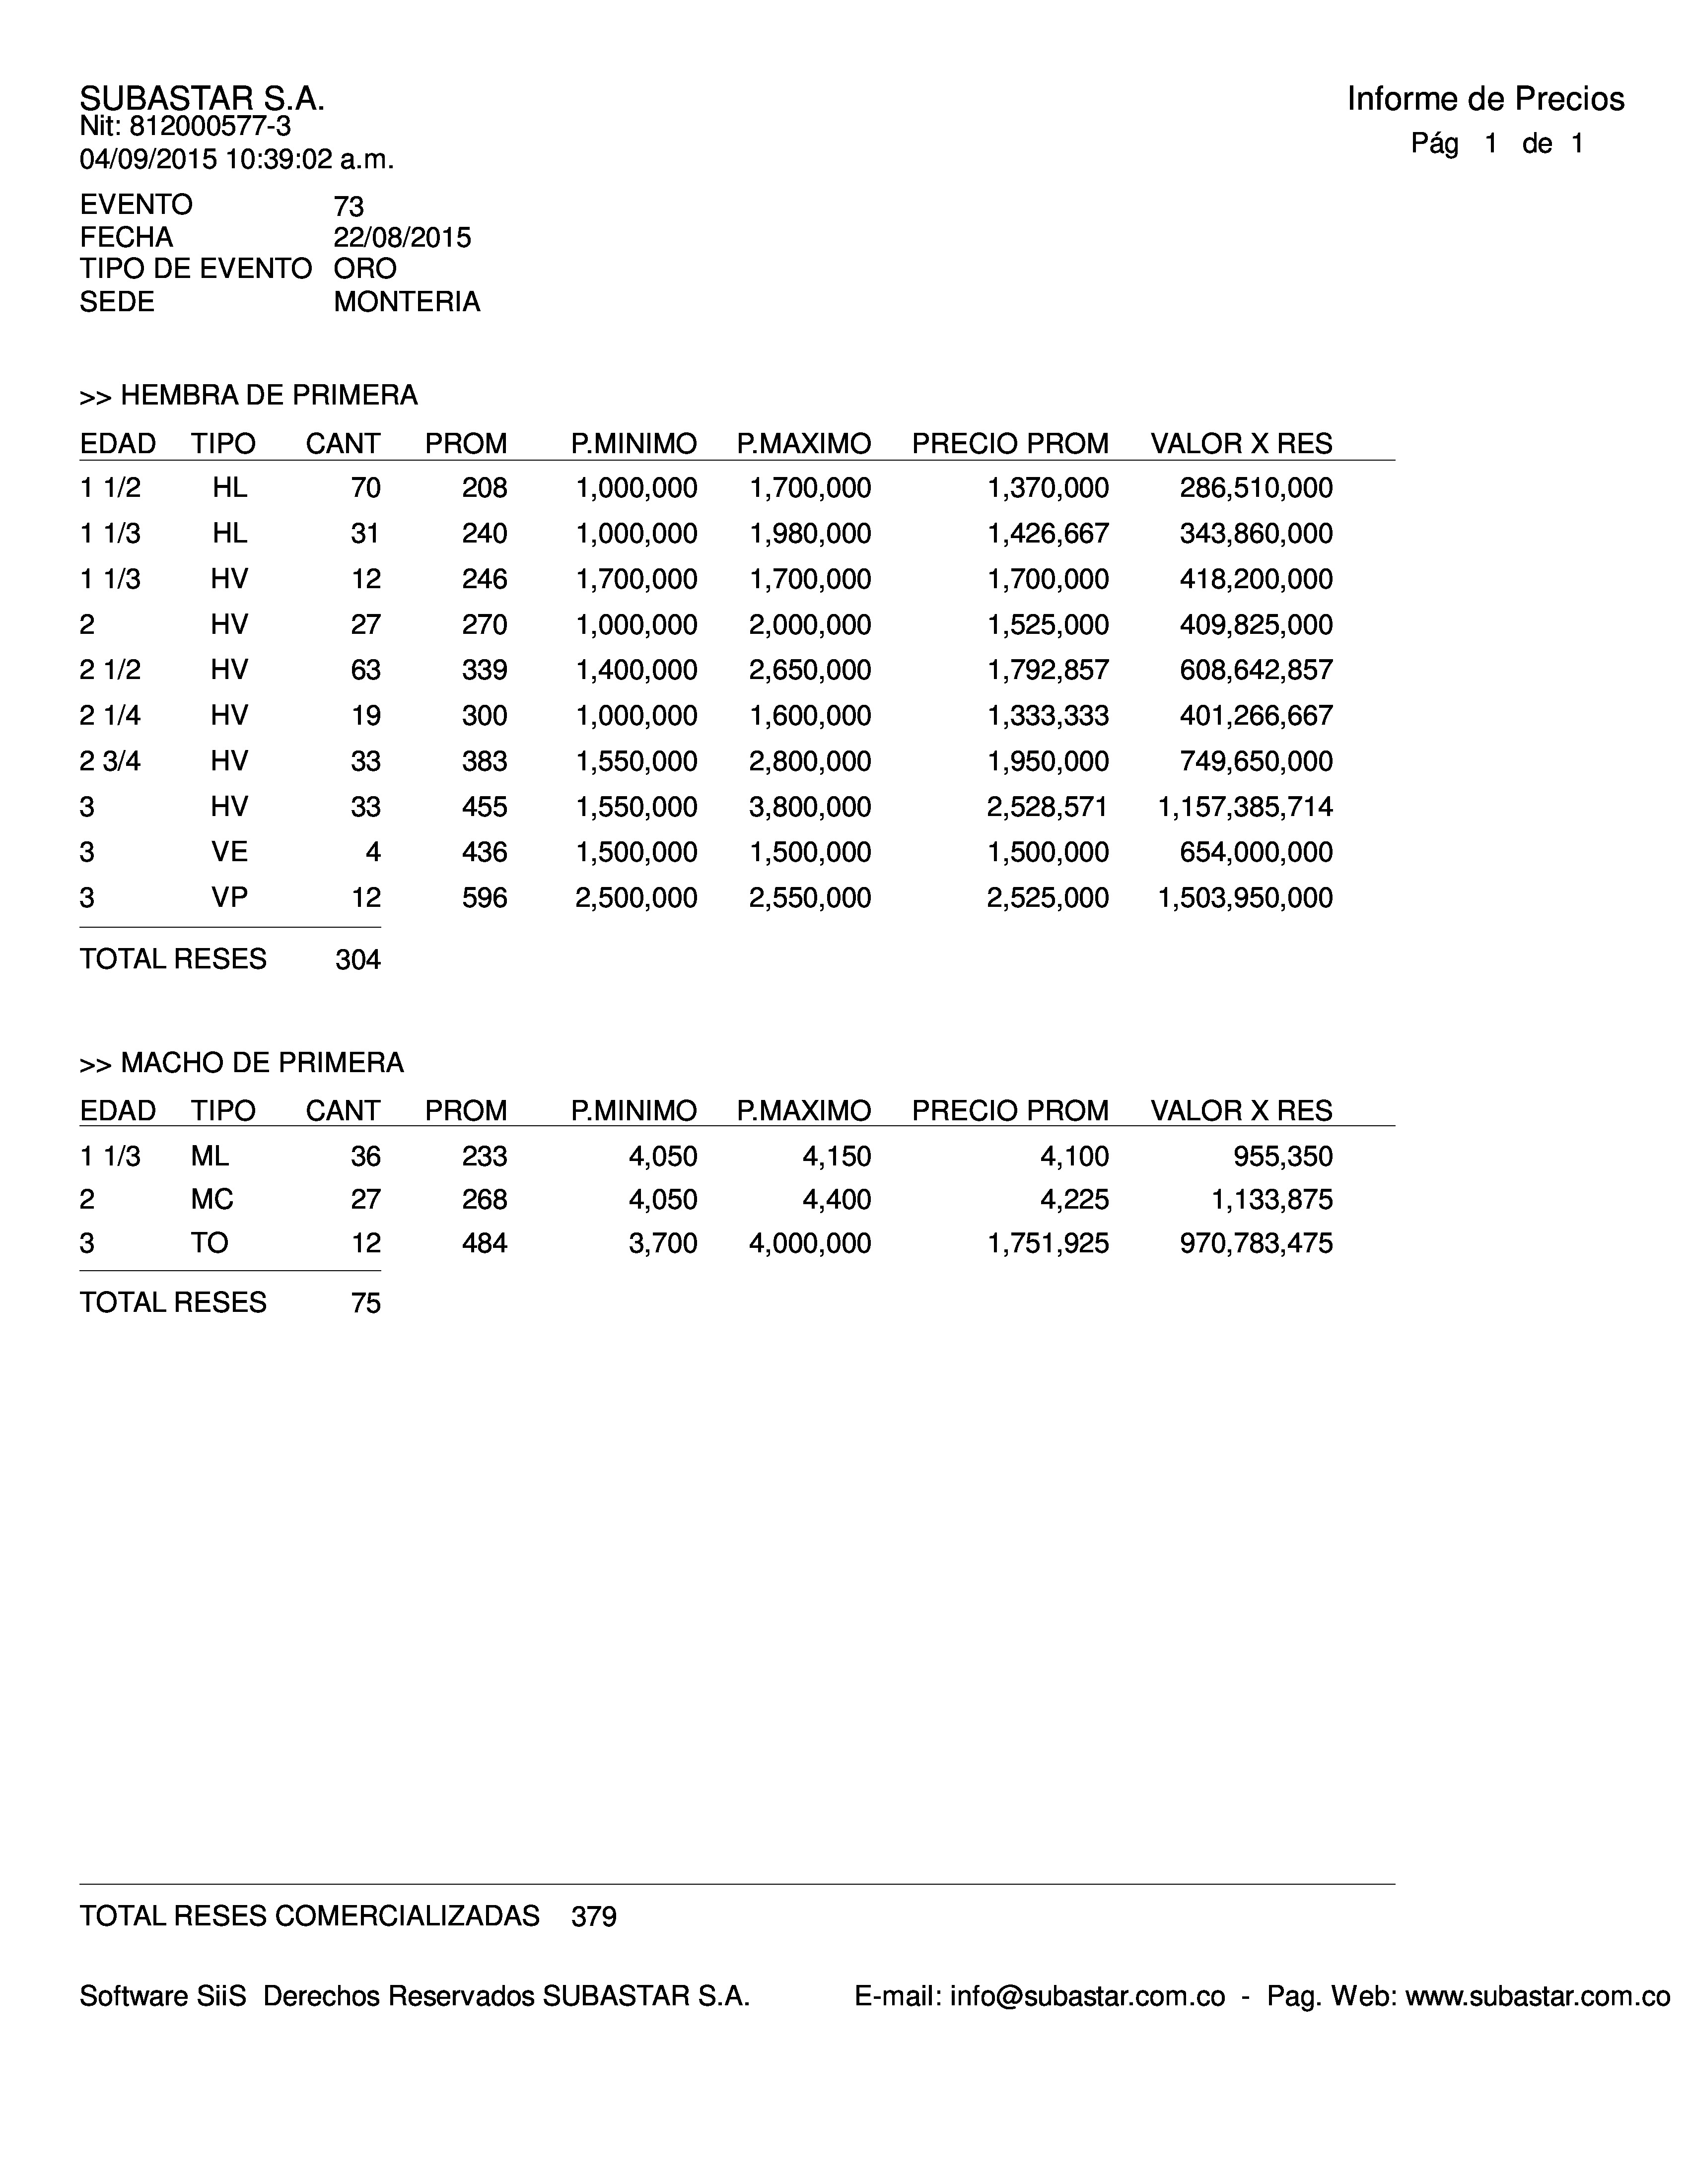 SUBASTAR S.A.
Informe de Precios
Nit: 812000577-3
Pág 1 de 1
04/09/2015 10:39:02 a.m.
EVENTO 73
FECHA 22/08/2015
TIPO DE EVENTO ORO
SEDE MONTERIA
>> HEMBRA DE PRIMERA
EDAD TIPO CANT PROM P.MINIMO P.MAXIMO PRECIO PROM VALOR X RES
1 1/2 HL 70 208 1,000,000 1,700,000 1,370,000 286,510,000
1 1/3 HL 31 240 1,000,000 1,980,000 1,426,667 343,860,000
1 1/3 HV 12 246 1,700,000 1,700,000 1,700,000 418,200,000
2 HV 27 270 1,000,000 2,000,000 1,525,000 409,825,000
2 1/2 HV 63 339 1,400,000 2,650,000 1,792,857 608,642,857
2 1/4 HV 19 300 1,000,000 1,600,000 1,333,333 401,266,667
2 3/4 HV 33 383 1,550,000 2,800,000 1,950,000 749,650,000
3 HV 33 455 1,550,000 3,800,000 2,528,571 1,157,385,714
3 VE 4 436 1,500,000 1,500,000 1,500,000 654,000,000
3 VP 12 596 2,500,000 2,550,000 2,525,000 1,503,950,000
TOTAL RESES 304
>> MACHO DE PRIMERA
EDAD TIPO CANT PROM P.MINIMO P.MAXIMO PRECIO PROM VALOR X RES
1 1/3 ML 36 233 4,050 4,150 4,100 955,350
2 MC 27 268 4,050 4,400 4,225 1,133,875
3 TO 12 484 3,700 4,000,000 1,751,925 970,783,475
TOTAL RESES 75
TOTAL RESES COMERCIALIZADAS 379
Software SiiS Derechos Reservados SUBASTAR S.A. E-mail: info@subastar.com.co - Pag. Web: www.subastar.com.co